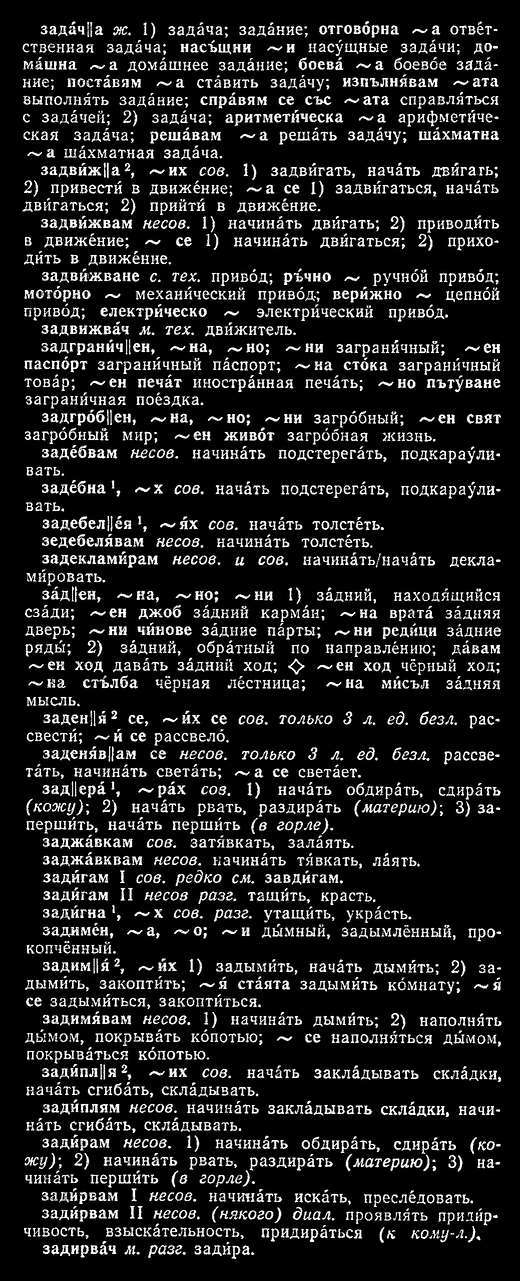 зада́ч||а ж. 1) зада́ча; зада́ние; отгово́рна ~а отве́т-
ственная зада́ча; насъ́щни ~и насу́щные зада́чи; до-
ма́шна ~а дома́шнее зада́ние; боева́ ~а боево́е зада́-
ние; поста́вям ~а ста́вить зада́чу; изпълня́вам ~ата
выполня́ть зада́ние; спра́вям се със ~ата справля́ться
с зада́чей; 2) зада́ча; аритмети́ческа ~а арифмети́че-
ская зада́ча; реша́вам ~а реша́ть зада́чу; ша́хматна
~а ша́хматная зада́ча.
задви́ж||а², ~их сов. 1) задви́гать, нача́ть дви́гать;
2) привести́ в движе́ние; ~а се 1) задви́гаться, нача́ть
дви́гаться; 2) прийти́ в движе́ние.
задви́жвам несов. 1) начина́ть дви́гать; 2) приводи́ть
в движе́ние; ~ се 1) начина́ть дви́гаться; 2) прихо-
ди́ть в движе́ние.
задви́жване с. тех. приво́д; ръ́чно ~ ручно́й приво́д;
мото́рно ~ механи́ческий приво́д; вери́жно ~ цепно́й
приво́д; електри́ческо ~ электри́ческий приво́д.
задвижва́ч м. тех. дви́житель.
задграни́ч||ен, ~на, ~но; ~ни заграни́чный; ~ен
паспо́рт заграни́чный па́спорт; ~на сто́ка заграни́чный
това́р; ~ен печа́т иностра́нная печа́ть; ~но пъту́ване
заграни́чная пое́здка.
задгро́б||ен, ~на, ~но; ~ни загро́бный; ~ен свят
загро́бный мир; ~ен живо́т загро́бная жизнь.
заде́бвам несов. начина́ть подстерега́ть, подкарау́ли-
вать.
заде́бна¹, ~х сов. нача́ть подстерега́ть, подкарау́ли-
вать.
задебел||е́я¹, ~я́х сов. нача́ть толсте́ть.
зедебеля́вам несов. начина́ть толсте́ть.
задеклами́рам несов. и сов. начина́ть/нача́ть декла-
ми́ровать.
за́д||ен, ~на, ~но; ~ни 1) за́дний, находя́щийся
сза́ди; ~ен джоб за́дний карма́н; ~на врата́ за́дняя
дверь; ~ни чи́нове за́дние па́рты; ~ни реди́ци за́дние
ряды́; 2) за́дний, обра́тный по направле́нию; да́вам
~ен ход дава́ть за́дний ход; ◇ ~ен ход чёрный ход;
~на стъ́лба чёрная ле́стница; ~на ми́съл за́дняя
мысль.
заден||я́² се, ~и́х се сов. только 3 л. ед. безл. рас-
свести́; ~и́ се рассвело́.
заденя́в||ам се несов. только 3 л. ед. безл. рассве-
та́ть, начина́ть света́ть; ~а се света́ет.
зад||ера́¹, ~ра́х сов. 1) нача́ть обдира́ть, сдира́ть
(кожу); 2) нача́ть рвать, раздира́ть (материю); 3) за-
перши́ть, нача́ть перши́ть (в горле).
заджа́вкам сов. затя́вкать, зала́ять.
заджа́вквам несов. начина́ть тя́вкать, ла́ять.
зади́гам I сов. редко см. завди́гам.
зади́гам II несов разг. тащи́ть, красть.
зади́гна¹, ~х сов. разг. утащи́ть, укра́сть.
задиме́н, ~а, ~о; ~и ды́мный, задымлённый, про-
копчённый.
задим||я́², ~и́х 1) задыми́ть, нача́ть дыми́ть; 2) за-
дыми́ть, закопти́ть; ~я́ ста́ята задыми́ть ко́мнату; ~я́
се задыми́ться, закопти́ться.
задимя́вам несов. 1) начина́ть дыми́ть; 2) наполня́ть
ды́мом, покрыва́ть ко́потью; ~ се наполня́ться ды́мом,
покрыва́ться ко́потью.
зади́пл||я², ~их сов. нача́ть закла́дывать скла́дки,
нача́ть сгиба́ть, скла́дывать.
зади́плям несов. начина́ть закла́дывать скла́дки, начи-
на́ть сгиба́ть, скла́дывать.
зади́рам несов. 1) начина́ть обдира́ть, сдира́ть (ко-
жу); 2) начина́ть рвать, раздира́ть (материю); 3) на-
чина́ть перши́ть (в горле).
зади́рвам I несов. начина́ть иска́ть, пресле́довать.
зади́рвам II несов. (някого) диал. проявля́ть приди́р-
чивость, взыска́тельность, придира́ться (к кому-л.).
задирва́ч м. разг. зади́ра.